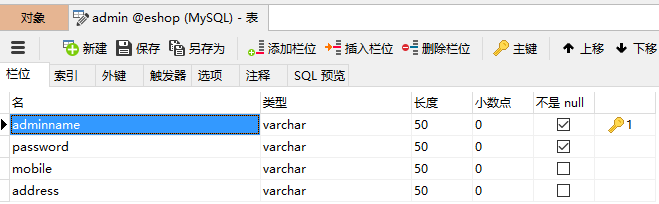 对象 admin @eshop (MySQL) - 表
新建 保存 另存为 添加栏位 插入栏位 删除栏位 主键 上移 下移
栏位 索引 外键 触发器 选项 注释 SQL 预览
名 类型 长度 小数点 不是 null
adminname varchar 50 0 1
password varchar 50 0
mobile varchar 50 0
address varchar 50 0